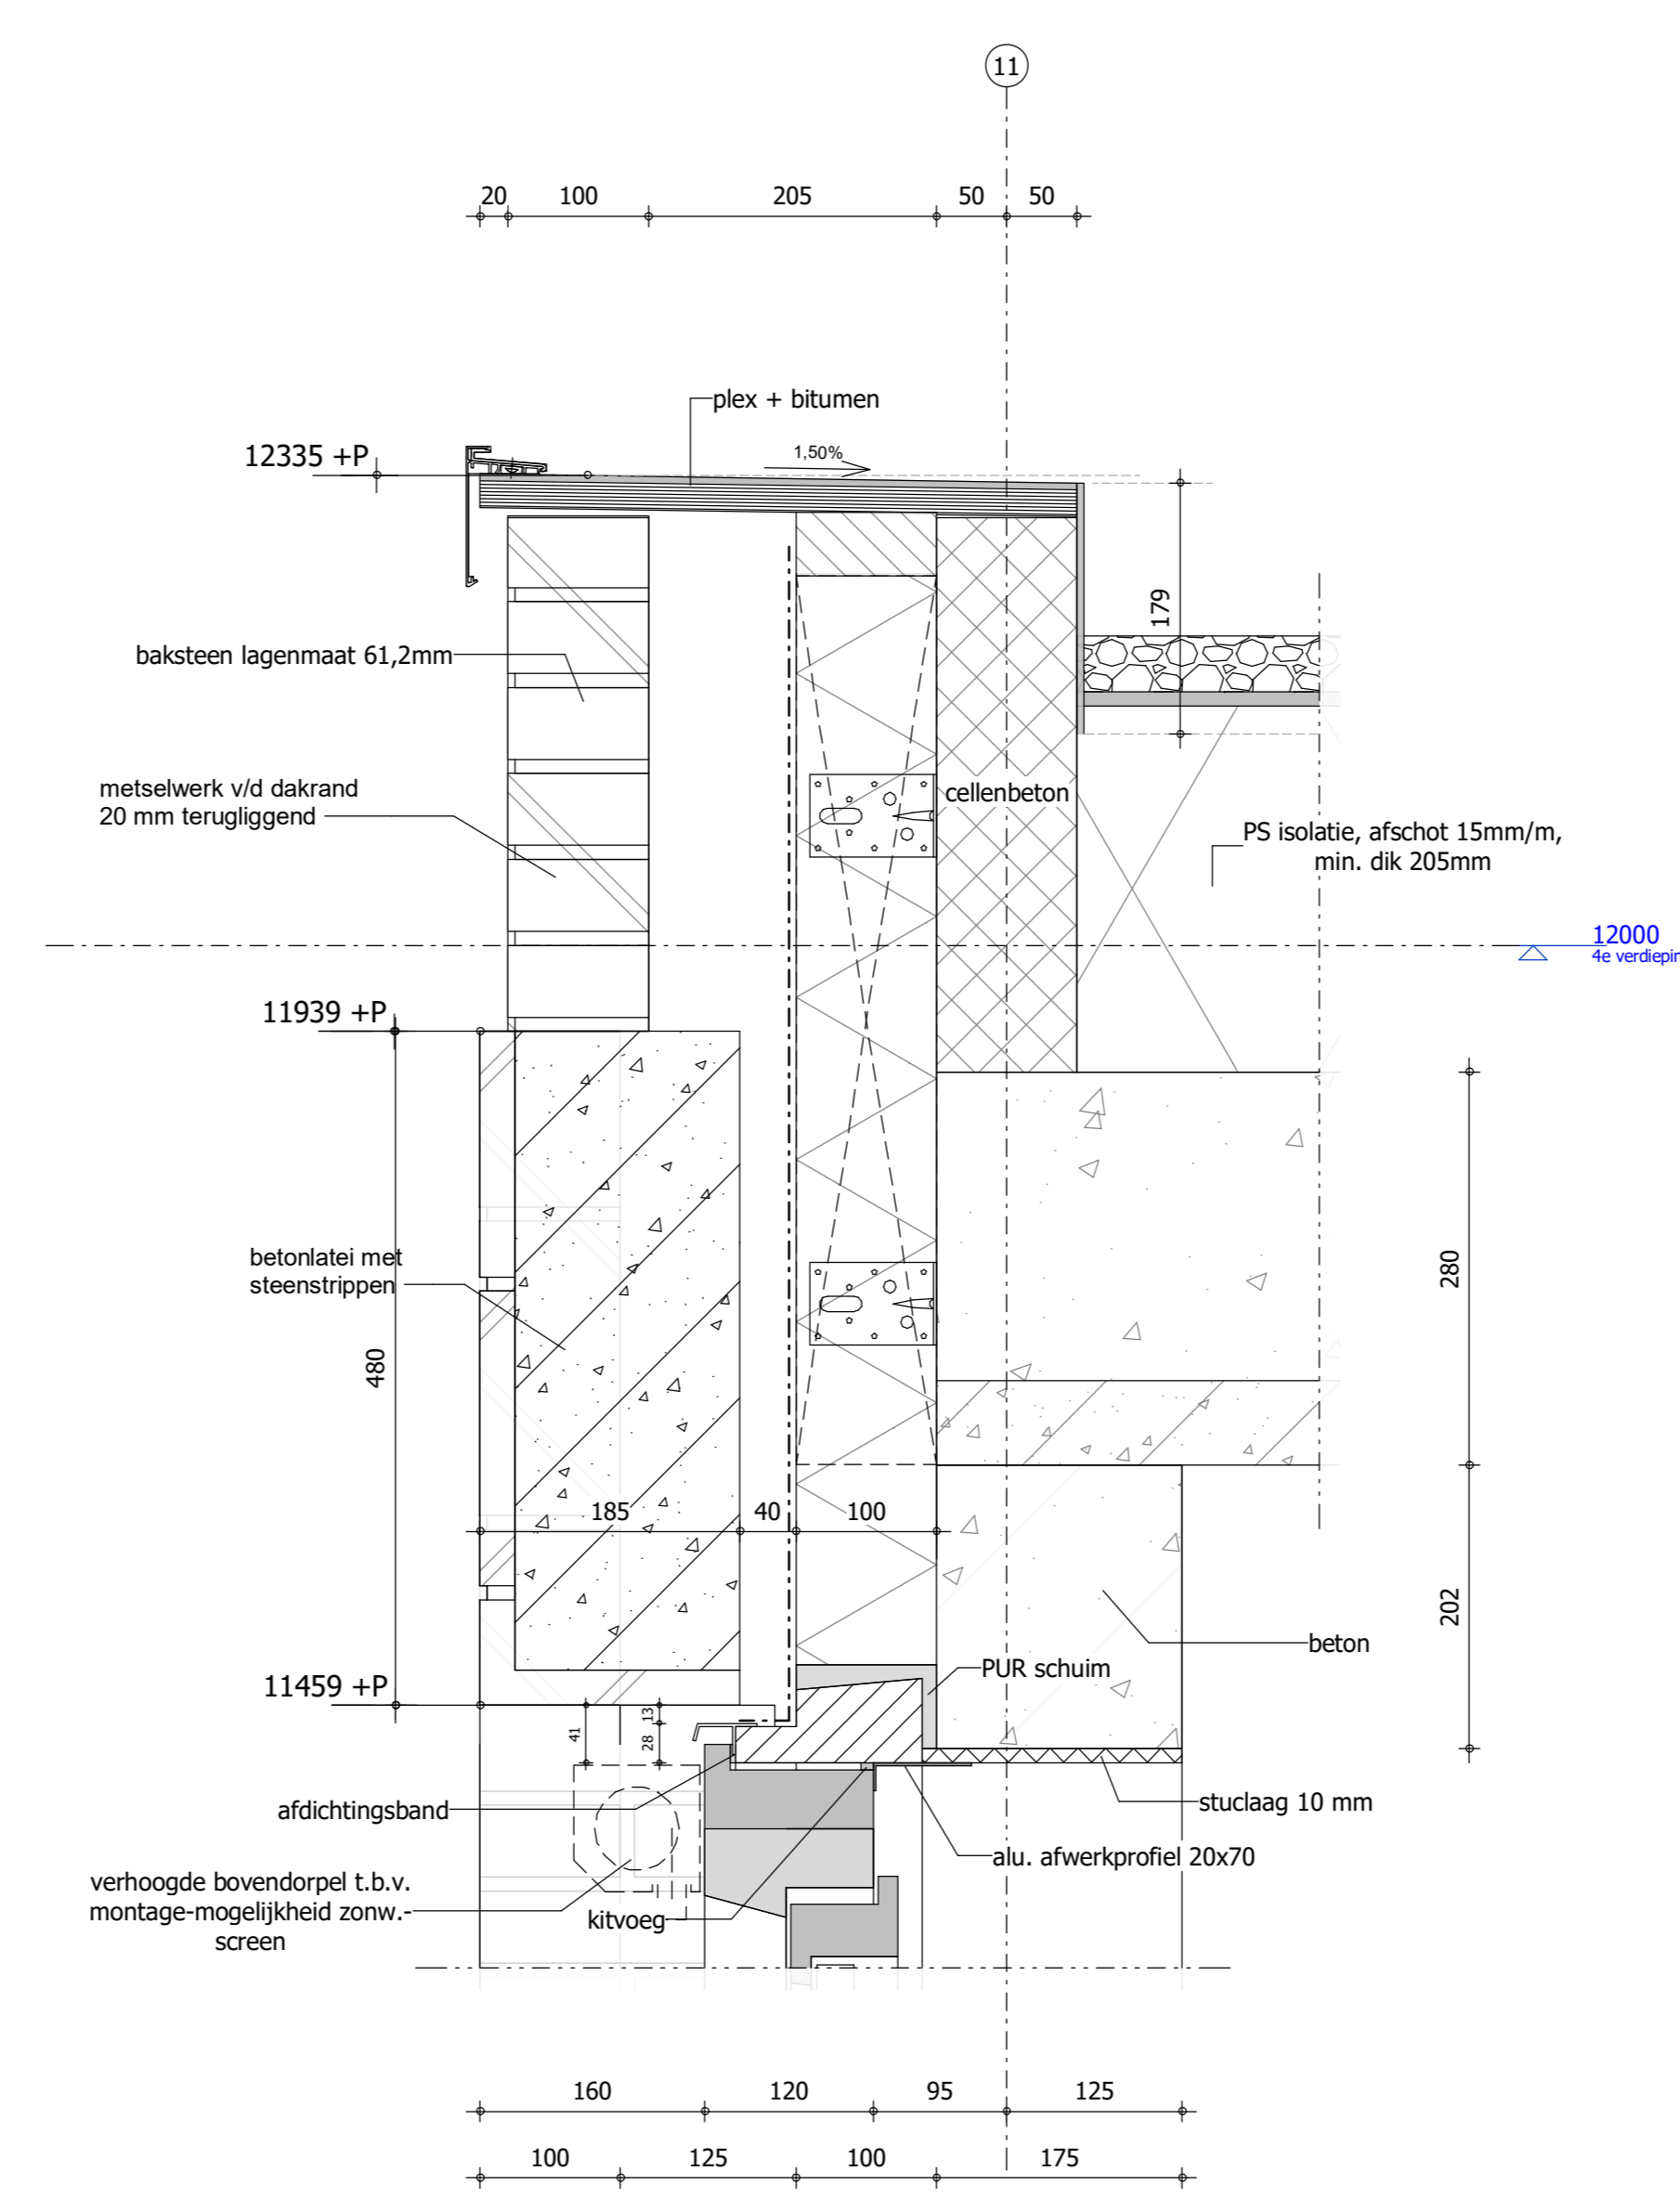 11
20 100 205 50 50
plex + bitumen
12335 +P
1,50%
179
baksteen lagenmaat 61,2mm
metselwerk v/d dakrand
20 mm terugliggend
cellenbeton
PS isolatie, afschot 15mm/m,
min. dik 205mm
12000
4e verdiepin
11939 +P
betonlatei met
steenstrippen
280
480
185 40 100
202
beton
PUR schuim
11459 +P
41
13
28
afdichtingsband
stuclaag 10 mm
alu. afwerkprofiel 20x70
verhoogde bovendorpel t.b.v.
montage-mogelijkheid zonw.-
screen
kitvoeg
160 120 95 125
100 125 100 175